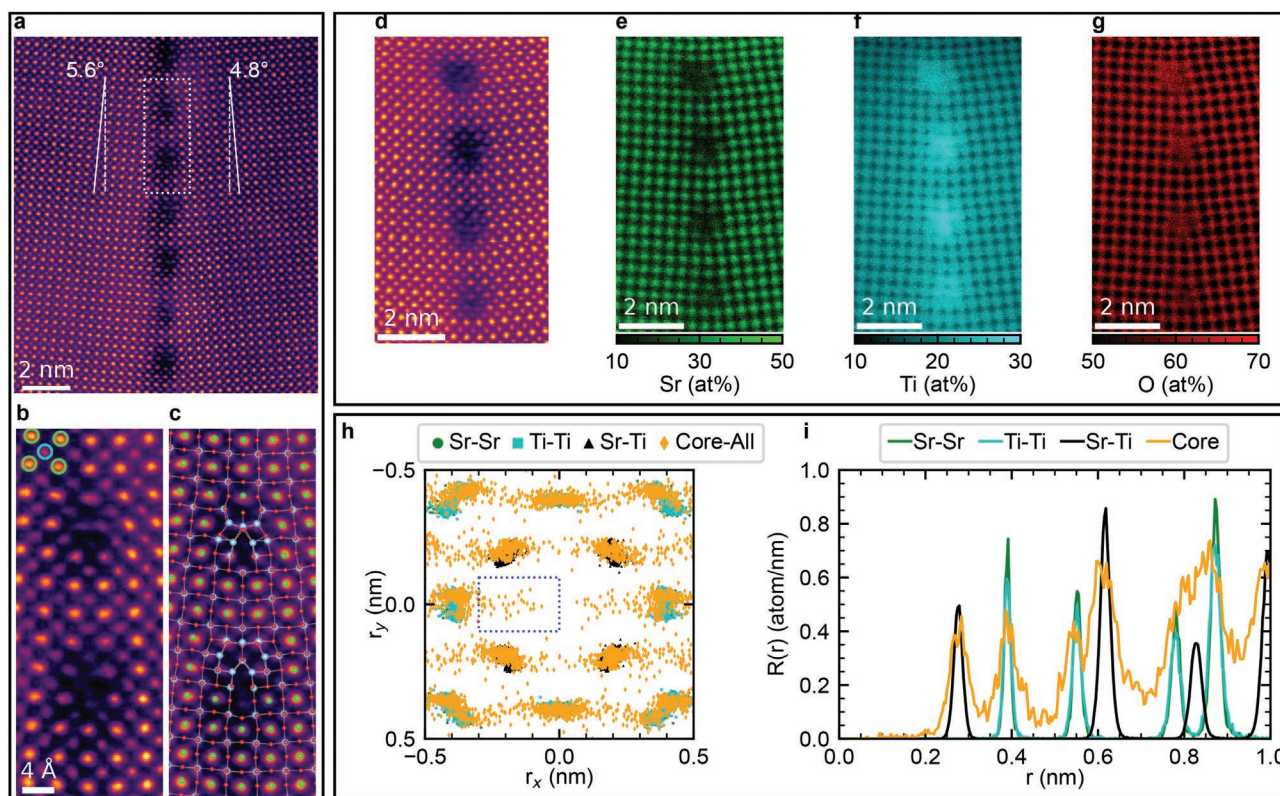 a
5.6°
4.8°
2 nm
b
c
4 Å
d
e
f
g
2 nm
2 nm
2 nm
2 nm
10 30 50
Sr (at%)
10 20 30
Ti (at%)
50 60 70
O (at%)
h
Sr-Sr Ti-Ti Sr-Ti Core-All
−0.5
0.0
0.5
r_y (nm)
−0.5 0.0 0.5
r_x (nm)
i
Sr-Sr Ti-Ti Sr-Ti Core
1.0
0.8
0.6
0.4
0.2
0.0
R(r) (atom/nm)
0.0 0.2 0.4 0.6 0.8 1.0
r (nm)